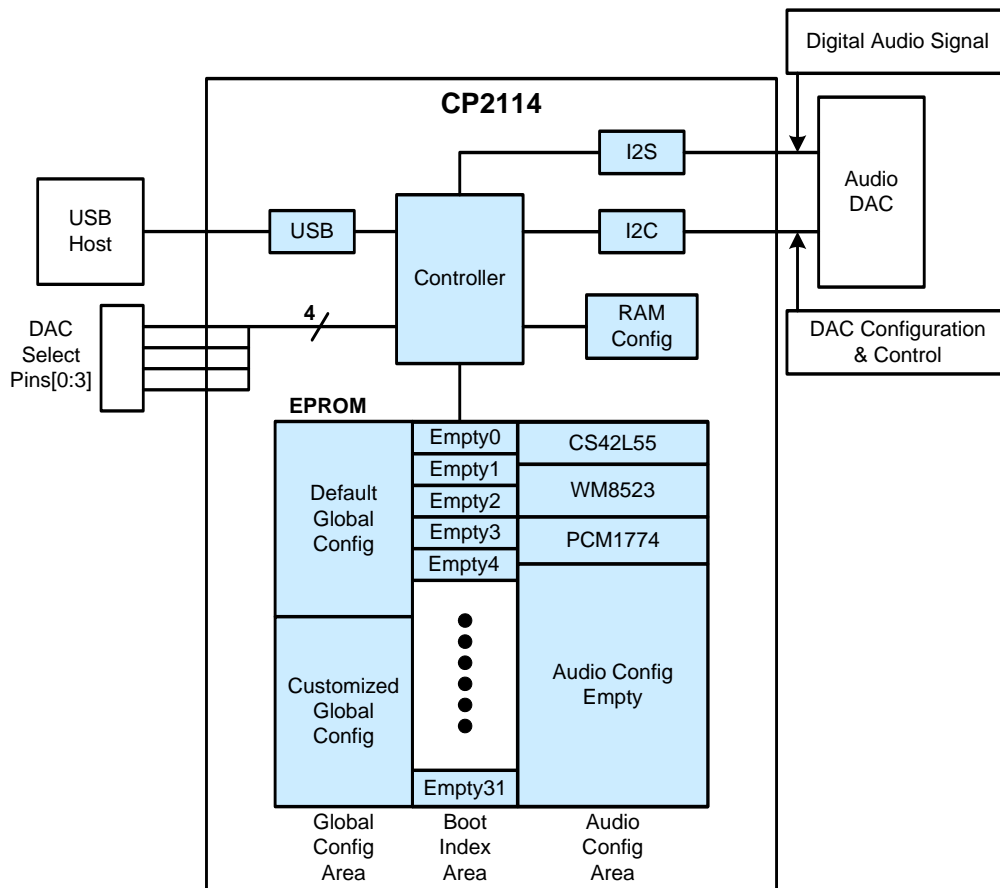 Digital Audio Signal
CP2114
I2S
Audio
DAC
USB
Host
USB
Controller
I2C
DAC
Select
Pins[0:3]
4
RAM
Config
DAC Configuration
& Control
EPROM
Default
Global
Config
Customized
Global
Config
Empty0
Empty1
Empty2
Empty3
Empty4
Empty31
CS42L55
WM8523
PCM1774
Audio Config
Empty
Global
Config
Area
Boot
Index
Area
Audio
Config
Area